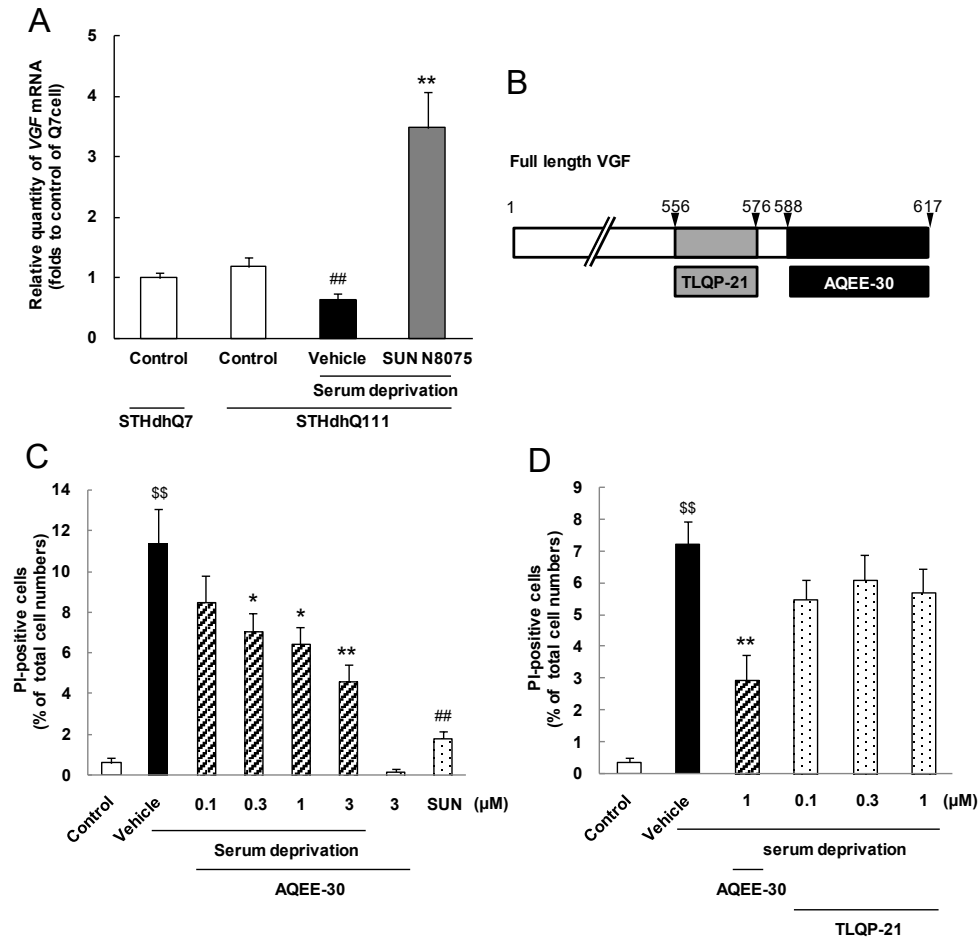 A
Relative quantity of VGF mRNA
(folds to control of Q7cell)
5
4
3
2
1
0
**
##
Control
Control
Vehicle
SUN N8075
Serum deprivation
STHdhQ7
STHdhQ111
B
Full length VGF
1
556
576
588
617
TLQP-21
AQEE-30
C
PI-positive cells
(% of total cell numbers)
14
12
10
8
6
4
2
0
$$
*
*
**
##
Control
Vehicle
0.1
0.3
1
3
3
SUN
(μM)
Serum deprivation
AQEE-30
D
PI-positive cells
(% of total cell numbers)
9
8
7
6
5
4
3
2
1
0
$$
**
Control
Vehicle
1
0.1
0.3
1
(μM)
serum deprivation
AQEE-30
TLQP-21